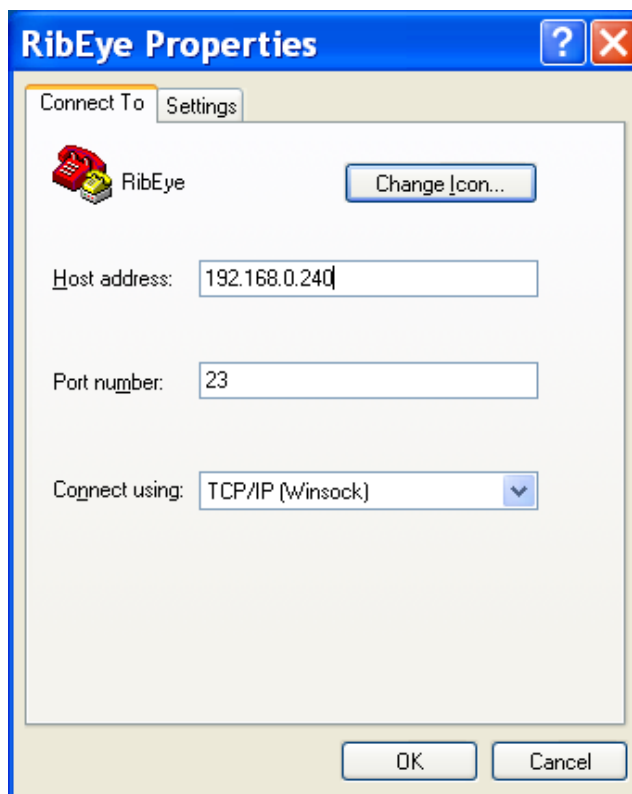 RibEye Properties
Connect To Settings
RibEye Change Icon...
Host address: 192.168.0.240
Port number: 23
Connect using: TCP/IP (Winsock)
OK Cancel